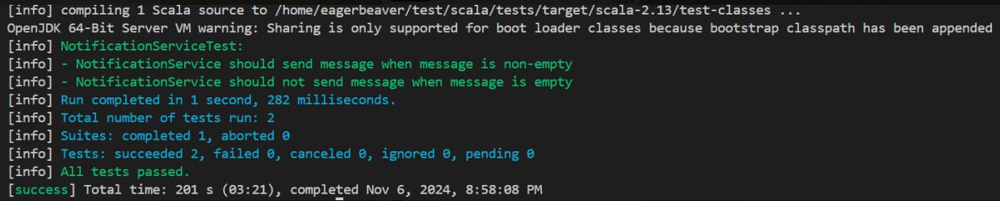 [info] compiling 1 Scala source to /home/eagerbeaver/test/scala/tests/target/scala-2.13/test-classes ...
OpenJDK 64-Bit Server VM warning: Sharing is only supported for boot loader classes because bootstrap classpath has been appended
[info] NotificationServiceTest:
[info] - NotificationService should send message when message is non-empty
[info] - NotificationService should not send message when message is empty
[info] Run completed in 1 second, 282 milliseconds.
[info] Total number of tests run: 2
[info] Suites: completed 1, aborted 0
[info] Tests: succeeded 2, failed 0, canceled 0, ignored 0, pending 0
[info] All tests passed.
[success] Total time: 201 s (03:21), completed Nov 6, 2024, 8:58:08 PM